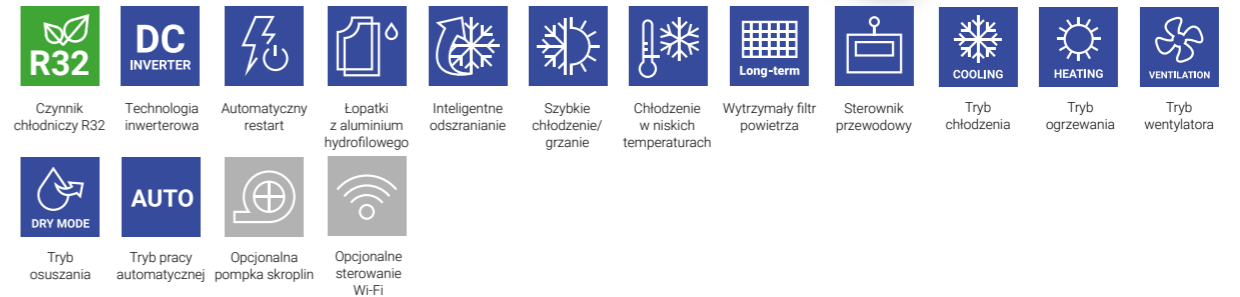 R32
DC
INVERTER
Long-term
COOLING
HEATING
VENTILATION
Czynnik
chłodniczy R32
Technologia
inwerterowa
Automatyczny
restart
Łopatki
z aluminium
hydrofilowego
Inteligentne
odszranianie
Szybkie
chłodzenie/
grzanie
Chłodzenie
w niskich
temperaturach
Wytrzymały filtr
powietrza
Sterownik
przewodowy
Tryb
chłodzenia
Tryb
ogrzewania
Tryb
wentylatora
DRY MODE
AUTO
Tryb
osuszania
Tryb pracy
automatycznej
Opcjonalna
pompka skroplin
Opcjonalne
sterowanie
Wi-Fi